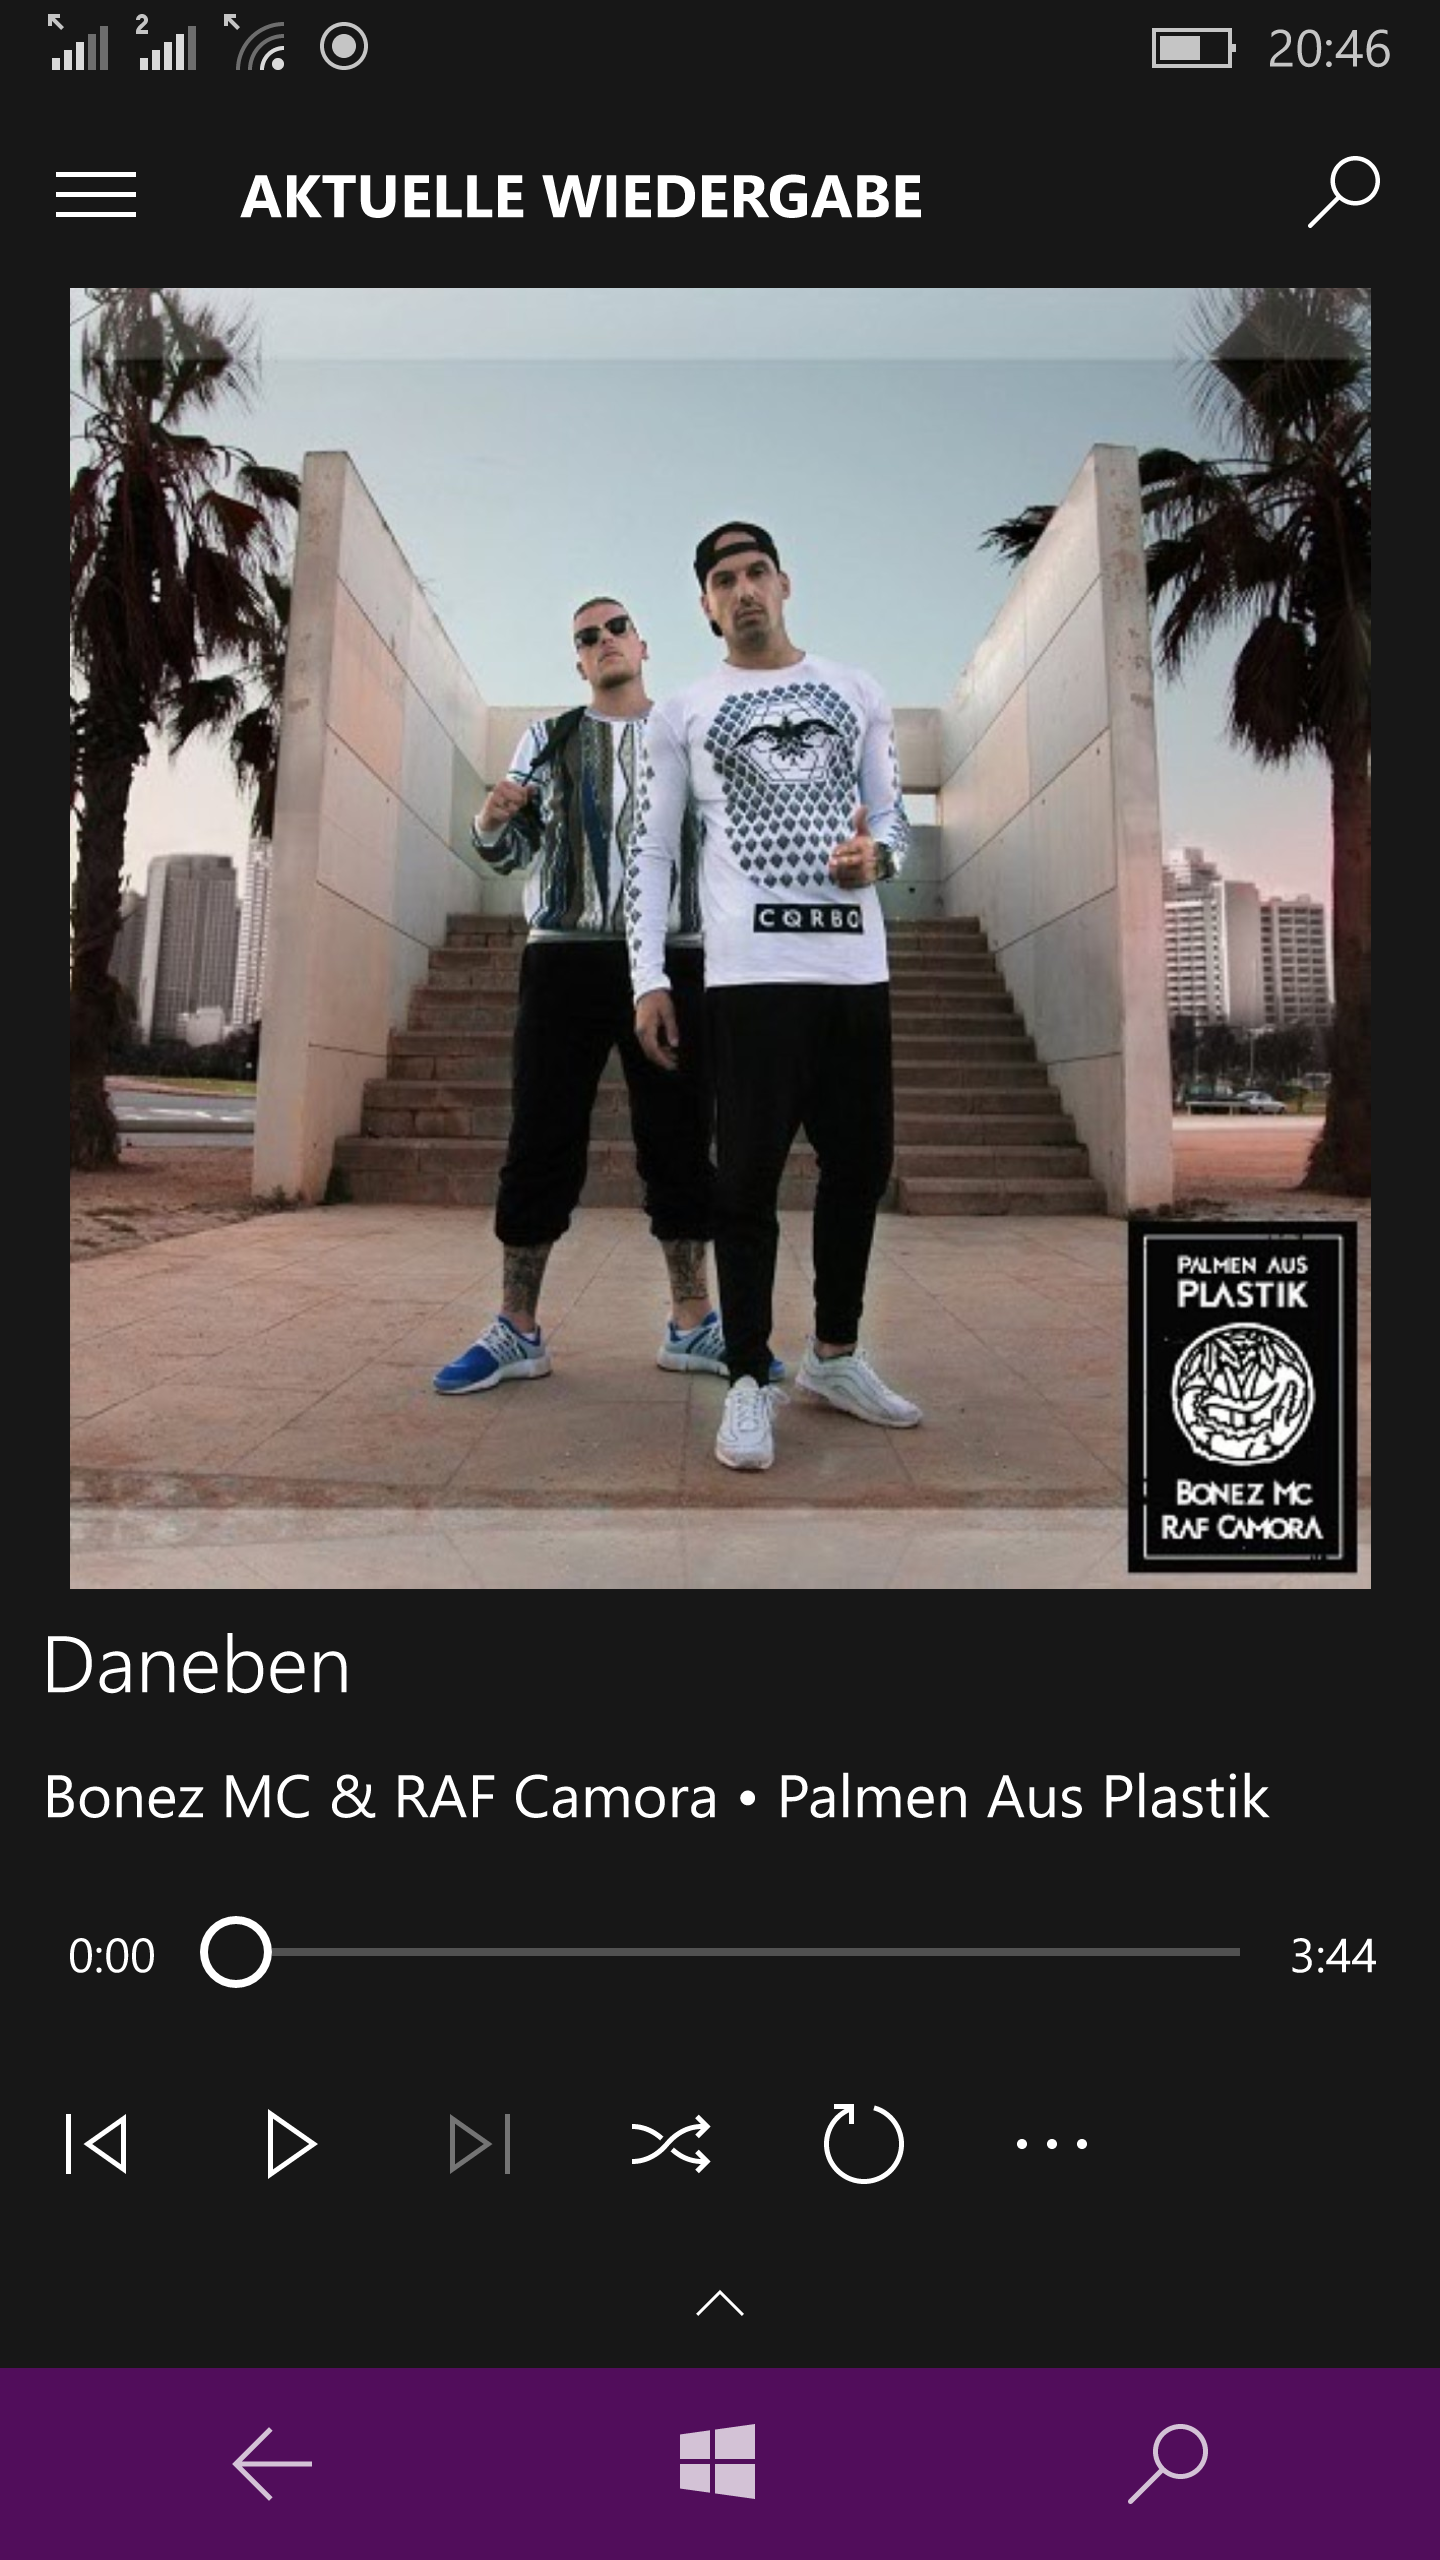 2
20:46
AKTUELLE WIEDERGABE
CORBO
PALMEN AUS
PLASTIK
BONEZ MC
RAF CAMORA
Daneben
Bonez MC & RAF Camora • Palmen Aus Plastik
0:00
3:44